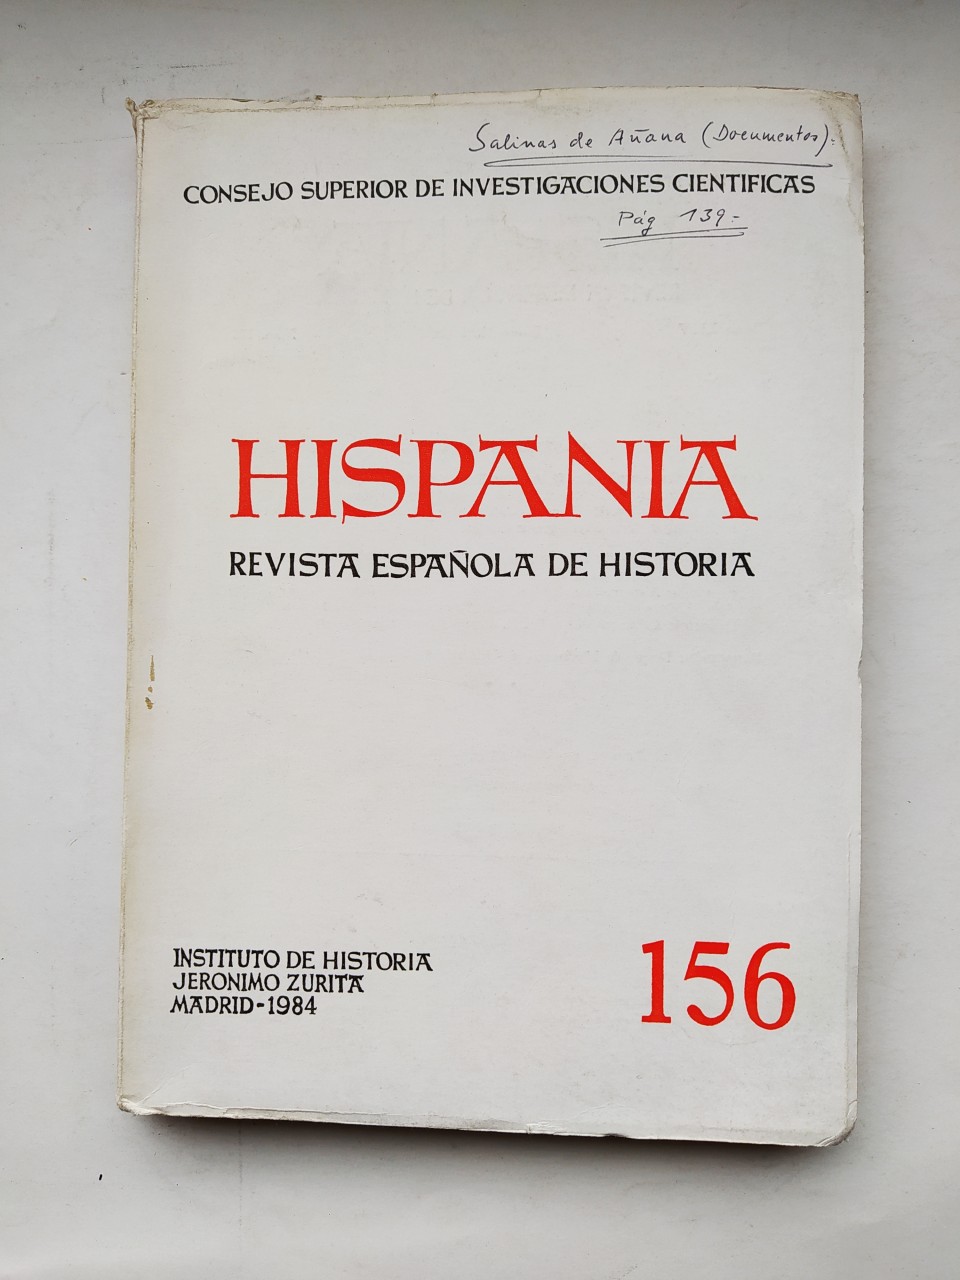 Salinas de Añana (Documentos).-
CONSEJO SUPERIOR DE INVESTIGACIONES CIENTIFICAS
Pág 139.-
HISPANIA
REVISTA ESPAÑOLA DE HISTORIA
INSTITUTO DE HISTORIA
JERONIMO ZURITA
MADRID-1984
156